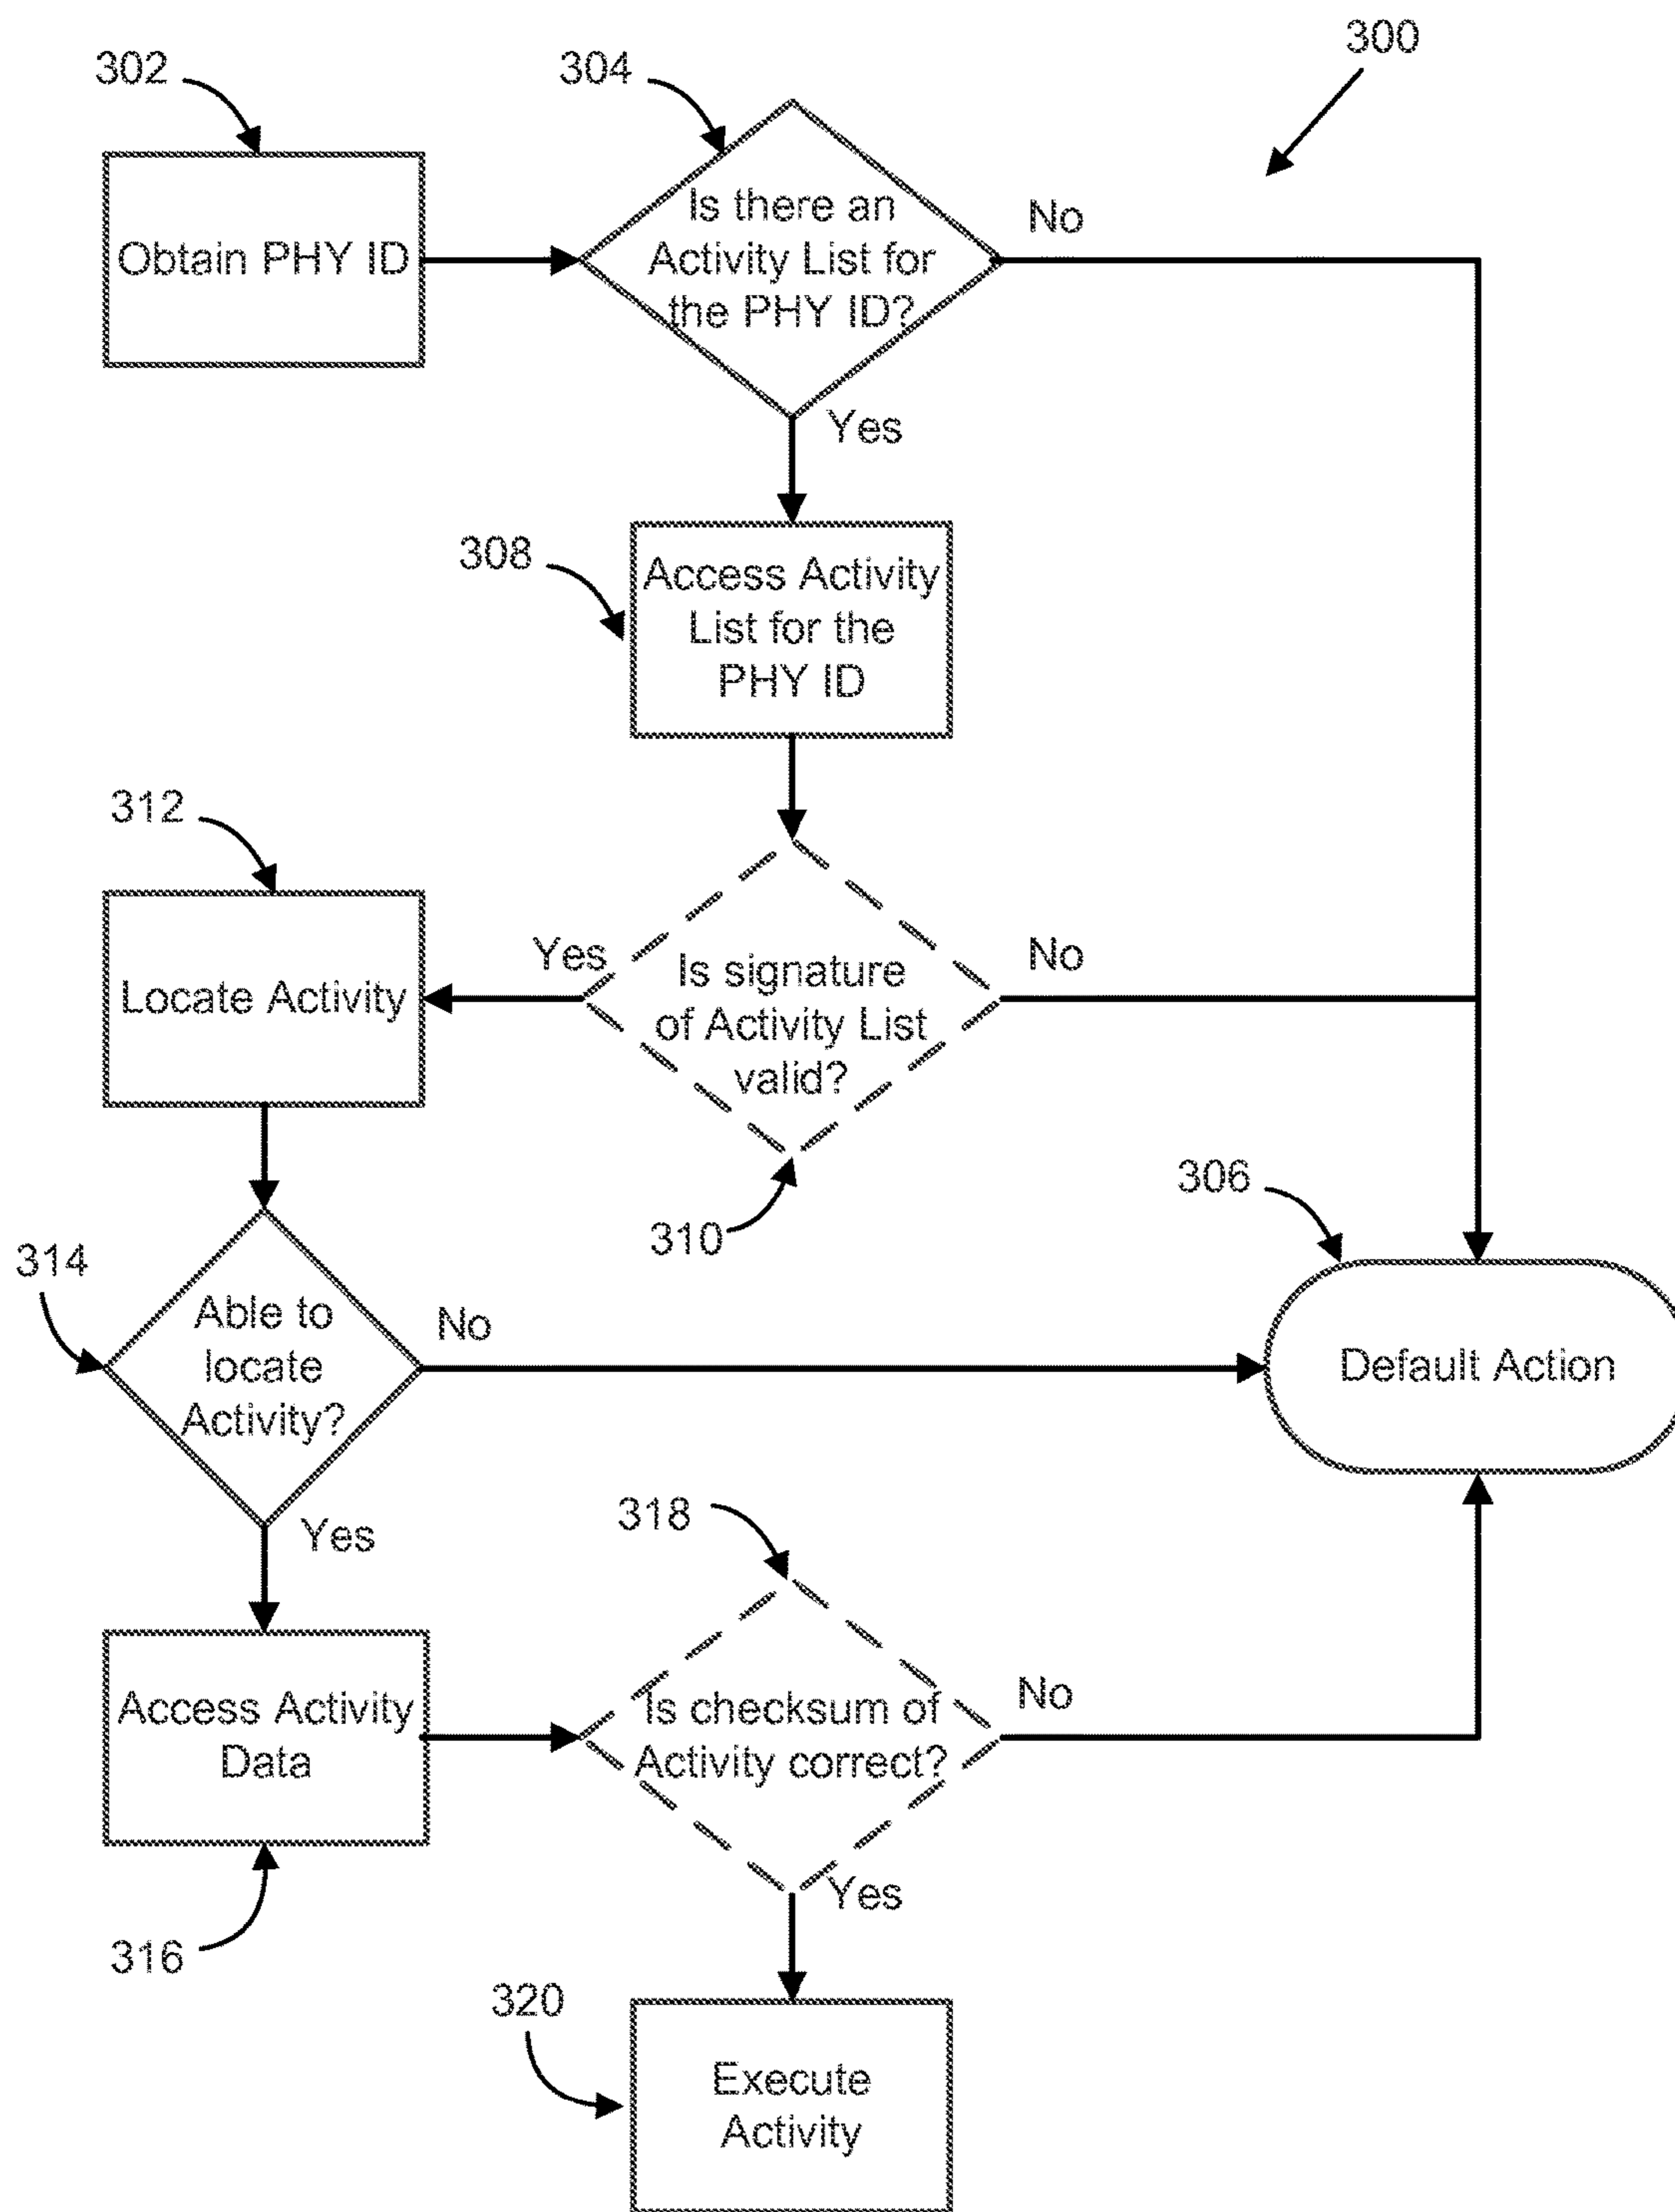 300
302
304
Obtain PHY ID
Is there an
Activity List for
the PHY ID?
No
Yes
308
Access Activity
List for the
PHY ID
312
Locate Activity
Yes
Is signature
of Activity List
valid?
No
310
306
314
Able to
locate
Activity?
No
Default Action
Yes
318
Access Activity
Data
Is checksum of
Activity correct?
No
316
Yes
320
Execute
Activity